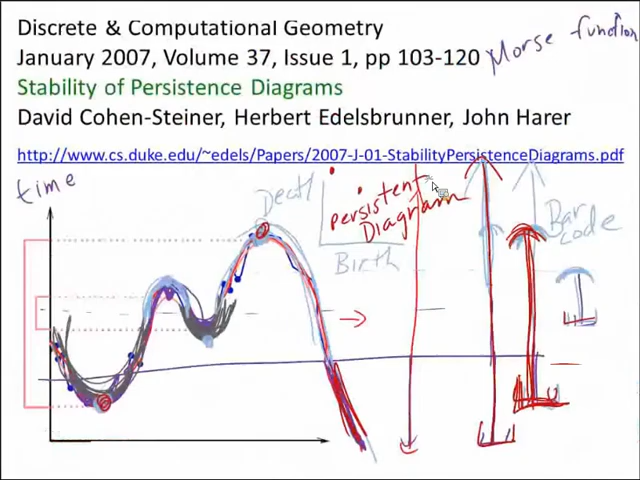 Discrete & Computational Geometry
January 2007, Volume 37, Issue 1, pp 103-120
Morse function
Stability of Persistence Diagrams
David Cohen-Steiner, Herbert Edelsbrunner, John Harer
http://www.cs.duke.edu/~edels/Papers/2007-J-01-StabilityPersistenceDiagrams.pdf
time
Death
persistent
Diagram
Bar
code
Birth